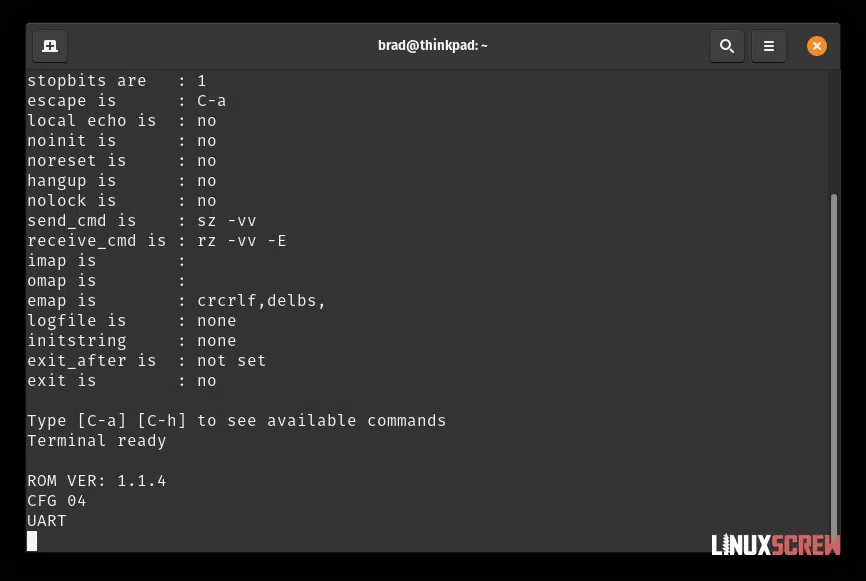 brad@thinkpad: ~
stopbits are   : 1
escape is      : C-a
local echo is  : no
noinit is      : no
noreset is     : no
hangup is      : no
nolock is      : no
send_cmd is    : sz -vv
receive_cmd is : rz -vv -E
imap is        :
omap is        :
emap is        : crcrlf,delbs,
logfile is     : none
initstring     : none
exit_after is  : not set
exit is        : no
Type [C-a] [C-h] to see available commands
Terminal ready
ROM VER: 1.1.4
CFG 04
UART
LINUXSCREW